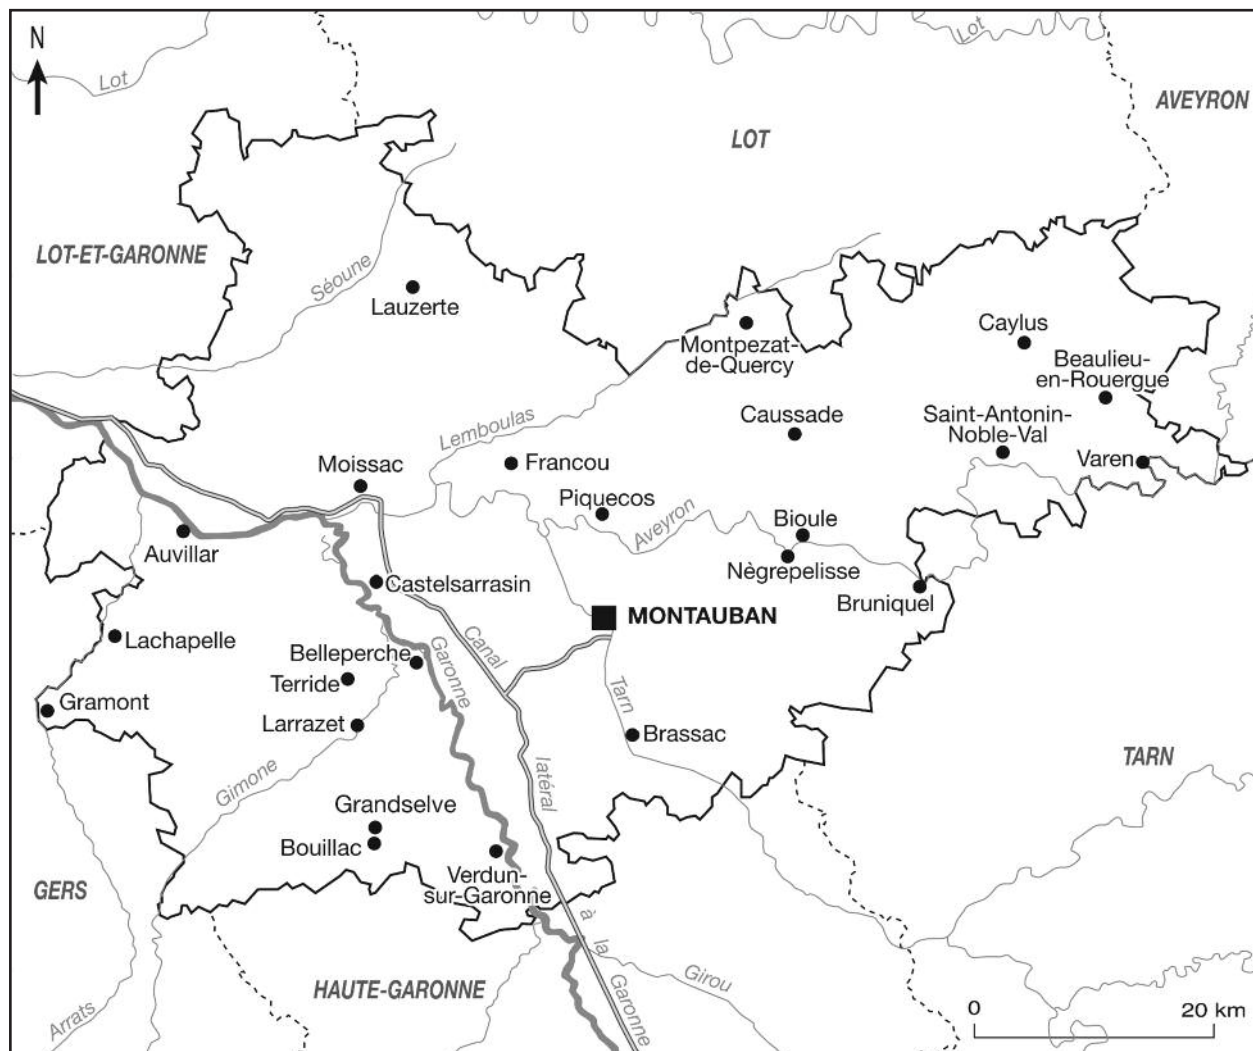 N
Lot
Lot
AVEYRON
LOT
LOT-ET-GARONNE
Séoune
Lauzerte
Montpezat-
de-Quercy
Caylus
Beaulieu-
en-Rouergue
Lemboulas
Caussade
Saint-Antonin-
Noble-Val
Moissac
Francou
Varen
Piquecos
Aveyron
Bioule
Auvillar
Nègrepelisse
Castelsarrasin
Bruniquel
MONTAUBAN
Lachapelle
Canal
Belleperche
Garonne
Terride
Tarn
Gramont
Larrazet
Brassac
TARN
Gimone
latéral
Grandselve
Bouillac
Verdun-
sur-Garonne
GERS
à
la
Garonne
Girou
HAUTE-GARONNE
Arrats
0
20 km